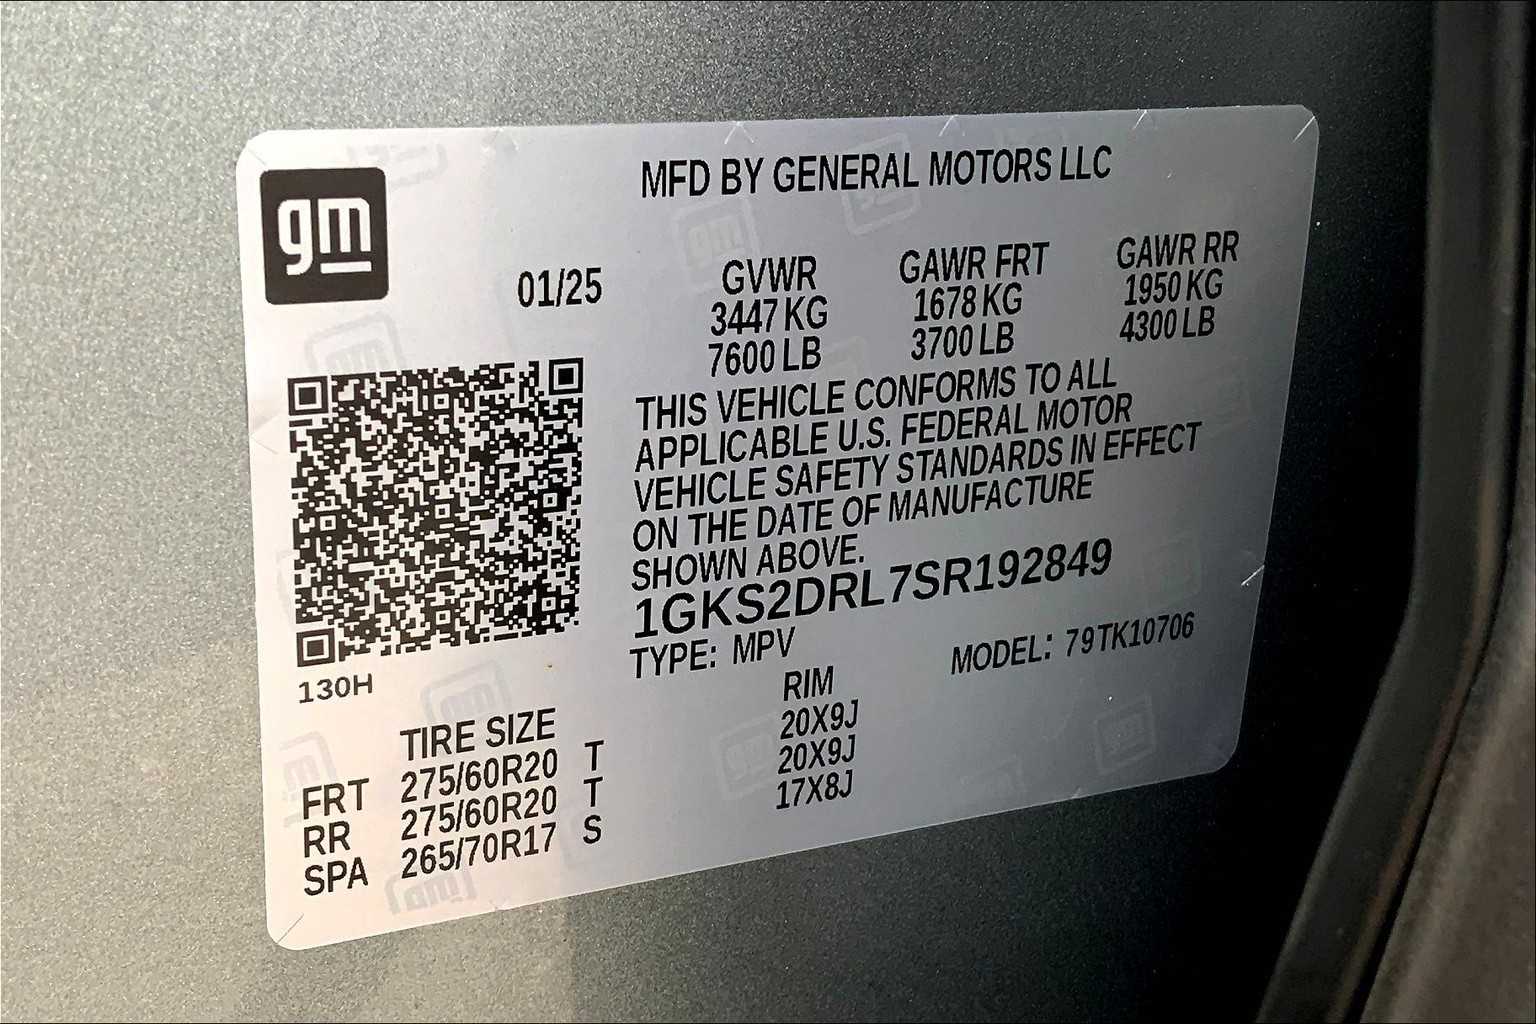 gm
MFD BY GENERAL MOTORS LLC
01/25
GVWR
3447 KG
7600 LB
GAWR FRT
1678 KG
3700 LB
GAWR RR
1950 KG
4300 LB
THIS VEHICLE CONFORMS TO ALL
APPLICABLE U.S. FEDERAL MOTOR
VEHICLE SAFETY STANDARDS IN EFFECT
ON THE DATE OF MANUFACTURE
SHOWN ABOVE.
1GKS2DRL7SR192849
TYPE: MPV
MODEL: 79TK10706
130H
TIRE SIZE
RIM
FRT 275/60R20 T 20X9J
RR 275/60R20 T 20X9J
SPA 265/70R17 S 17X8J